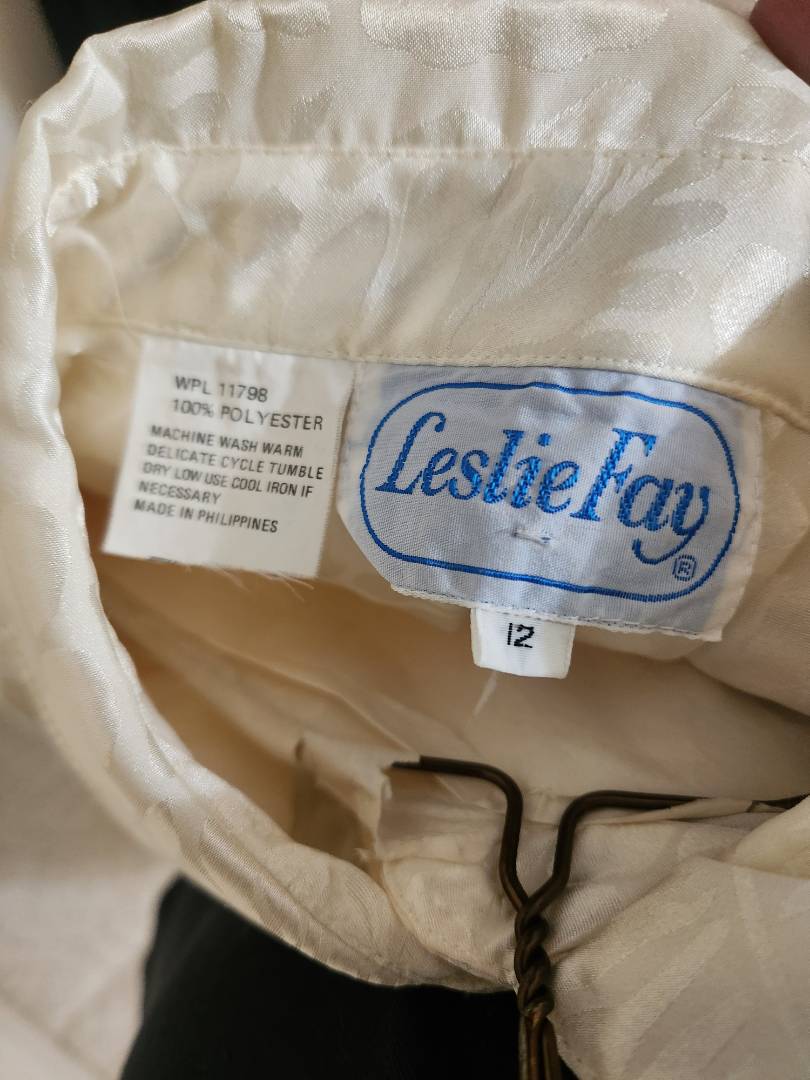 WPL 11798
100% POLYESTER
MACHINE WASH WARM
DELICATE CYCLE TUMBLE
DRY LOW USE COOL IRON IF
NECESSARY
MADE IN PHILIPPINES
Leslie Fay
®
12